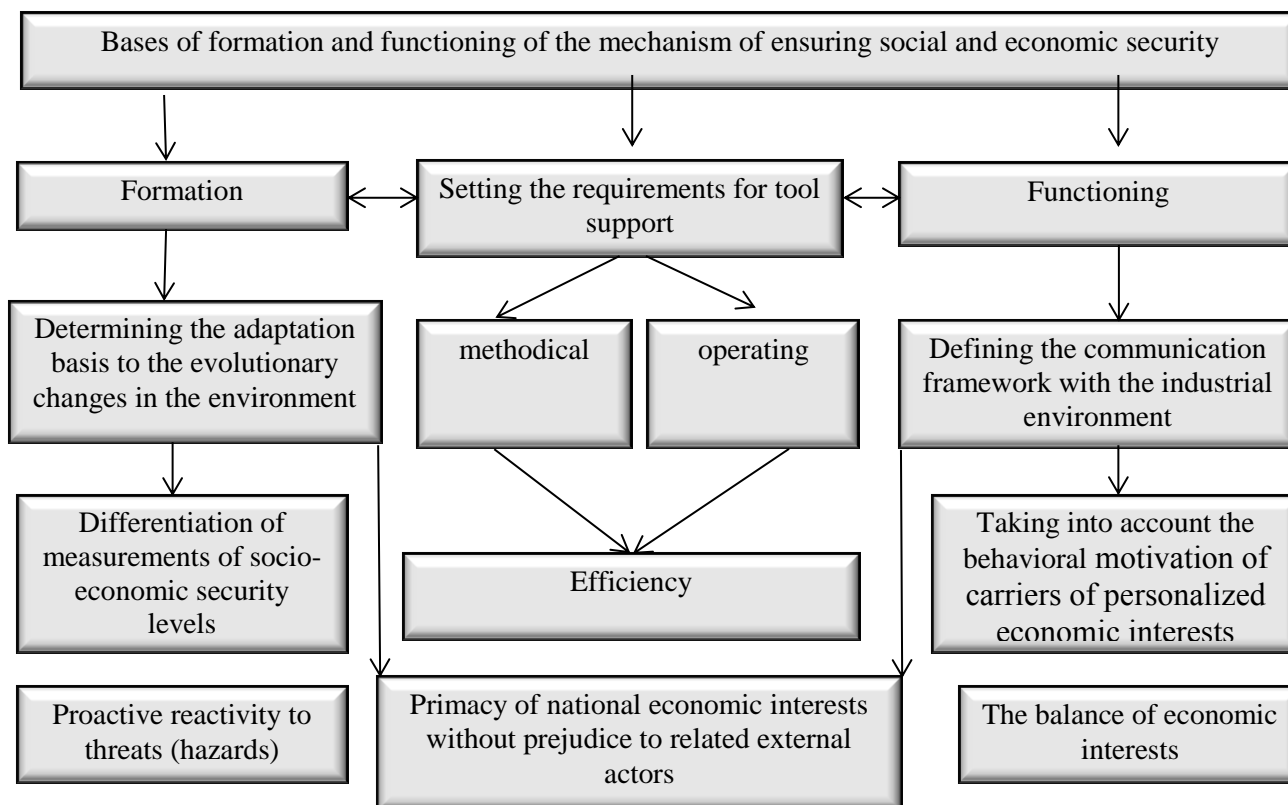 Bases of formation and functioning of the mechanism of ensuring social and economic security
Formation
Setting the requirements for tool
support
Functioning
Determining the adaptation
basis to the evolutionary
changes in the environment
methodical
operating
Defining the communication
framework with the industrial
environment
Differentiation of
measurements of socio-
economic security
levels
Efficiency
Taking into account the
behavioral motivation of
carriers of personalized
economic interests
Proactive reactivity to
threats (hazards)
Primacy of national economic interests
without prejudice to related external
actors
The balance of economic
interests